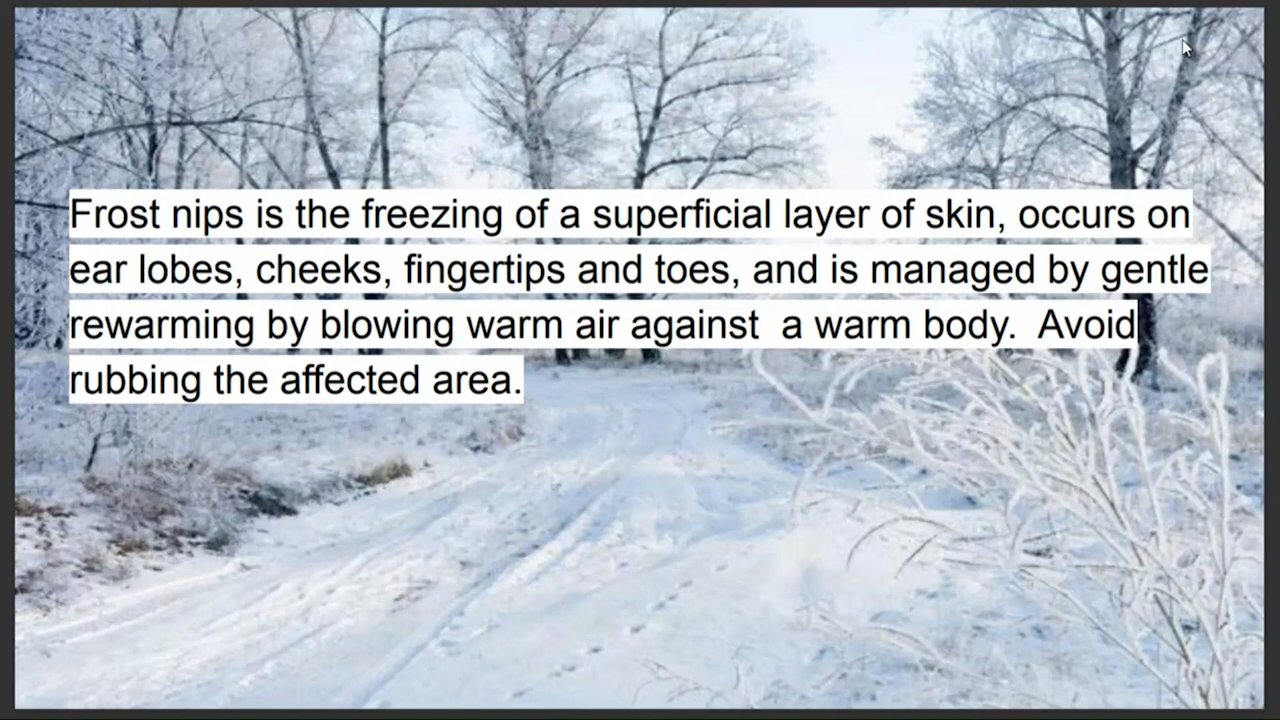 Frost nips is the freezing of a superficial layer of skin, occurs on
ear lobes, cheeks, fingertips and toes, and is managed by gentle
rewarming by blowing warm air against  a warm body.  Avoid
rubbing the affected area.